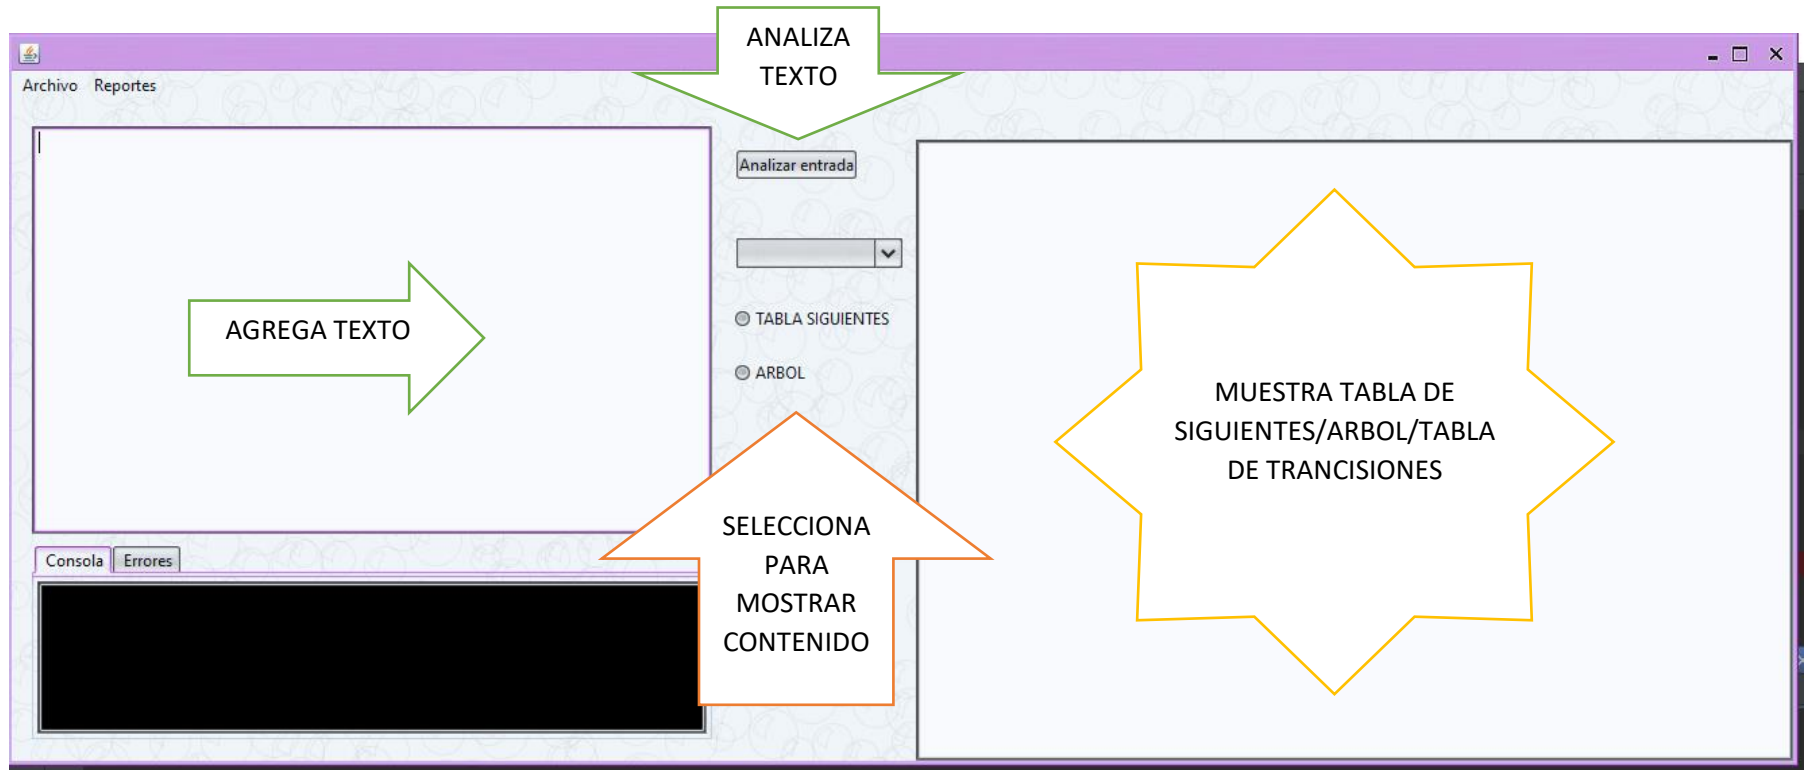 ANALIZA
TEXTO
Archivo Reportes
Analizar entrada
AGREGA TEXTO
TABLA SIGUIENTES
ARBOL
MUESTRA TABLA DE
SIGUIENTES/ARBOL/TABLA
DE TRANCISIONES
SELECCIONA
PARA
MOSTRAR
CONTENIDO
Consola Errores